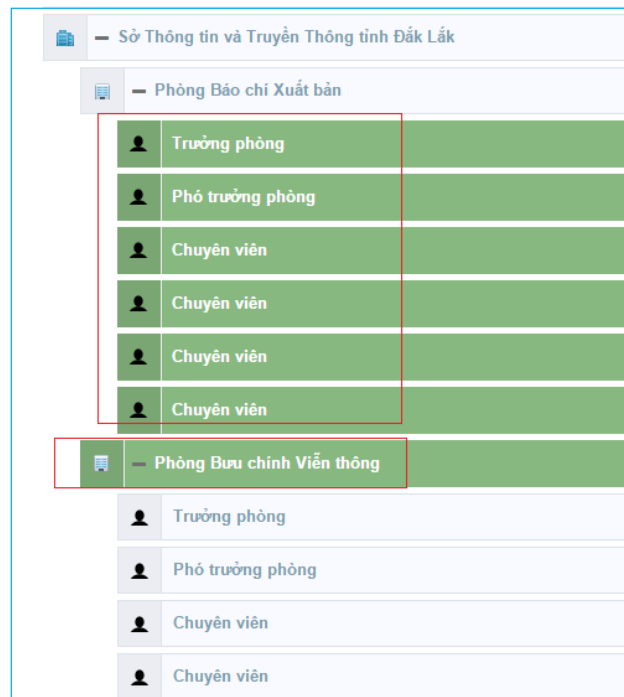 Sở Thông tin và Truyền Thông tỉnh Đắk Lắk
Phòng Báo chí Xuất bản
Trưởng phòng
Phó trưởng phòng
Chuyên viên
Chuyên viên
Chuyên viên
Chuyên viên
Phòng Bưu chính Viễn thông
Trưởng phòng
Phó trưởng phòng
Chuyên viên
Chuyên viên